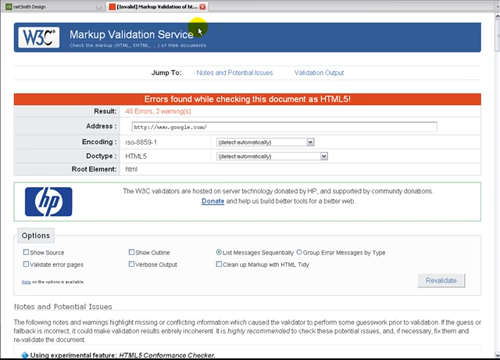 netSmith Design
[Invalid] Markup Validation of ht...
W3C Markup Validation Service
Check the markup (HTML, XHTML, ...) of Web documents
Jump To: Notes and Potential Issues Validation Output
Errors found while checking this document as HTML5!
Result: 48 Errors, 2 warning(s)
Address : http://www.google.com/
Encoding : iso-8859-1 (detect automatically)
Doctype : HTML5 (detect automatically)
Root Element: html
hp
The W3C validators are hosted on server technology donated by HP, and supported by community donations.
Donate and help us build better tools for a better web.
Options
Show Source Show Outline List Messages Sequentially Group Error Messages by Type
Validate error pages Verbose Output Clean up Markup with HTML Tidy
Help on the options is available
Revalidate
Notes and Potential Issues
The following notes and warnings highlight missing or conflicting information which caused the validator to perform some guesswork prior to validation. If the guess or
fallback is incorrect, it could make validation results entirely incoherent. It is highly recommended to check these potential issues, and, if necessary, fix them and
re-validate the document.
Using experimental feature: HTML5 Conformance Checker.